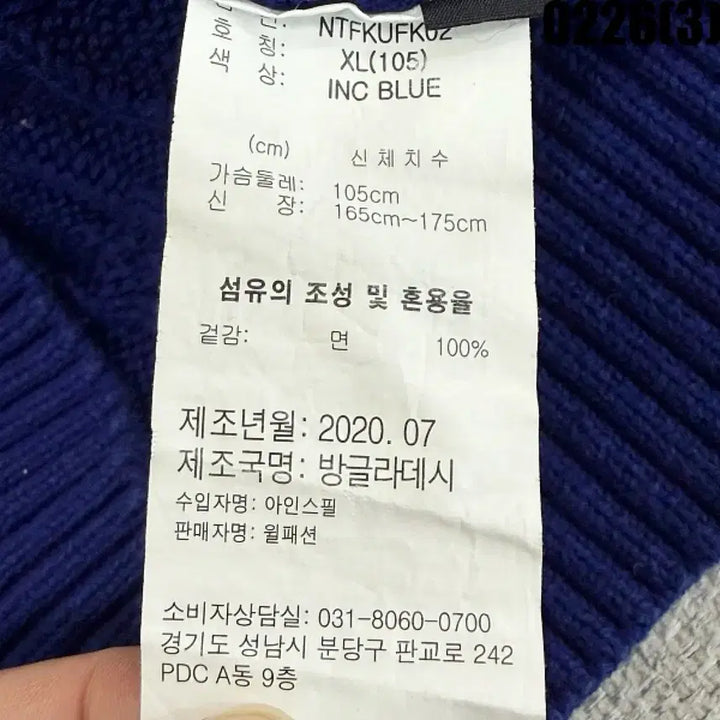 0226(3)
NTFKUFK02
호 칭: XL(105)
색 상: INC BLUE
(cm) 신체치수
가슴둘레: 105cm
신 장: 165cm~175cm
섬유의 조성 및 혼용율
겉감: 면 100%
제조년월: 2020. 07
제조국명: 방글라데시
수입자명: 아인스필
판매자명: 윌패션
소비자상담실: 031-8060-0700
경기도 성남시 분당구 판교로 242
PDC A동 9층